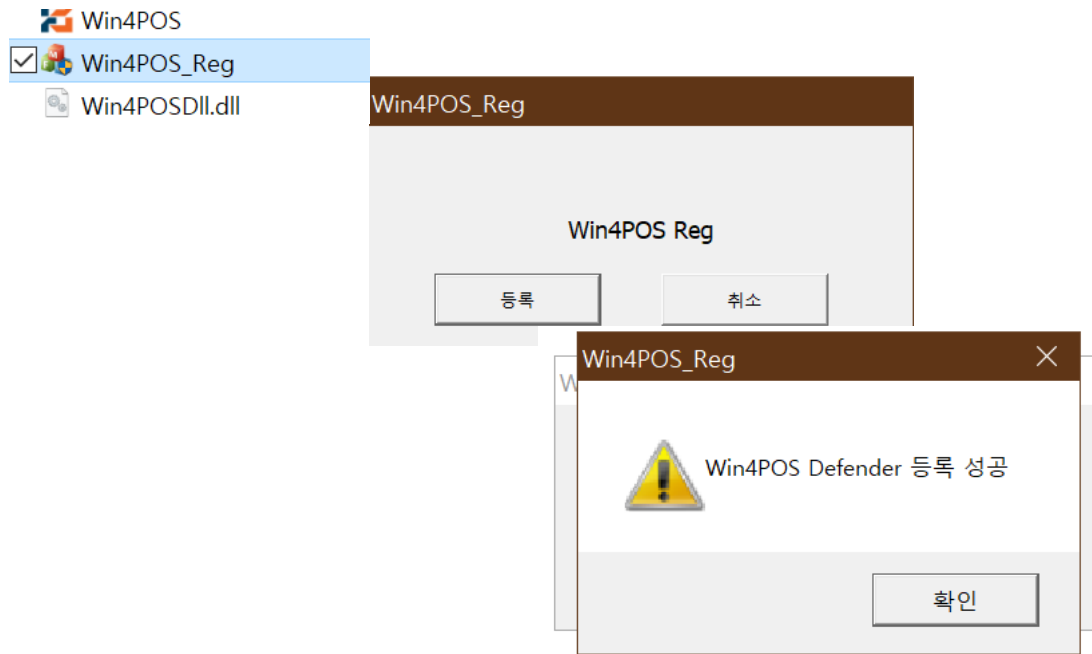 Win4POS
Win4POS_Reg
Win4POSDll.dll
Win4POS_Reg
Win4POS Reg
등록
취소
Win4POS_Reg
Win4POS Defender 등록 성공
확인